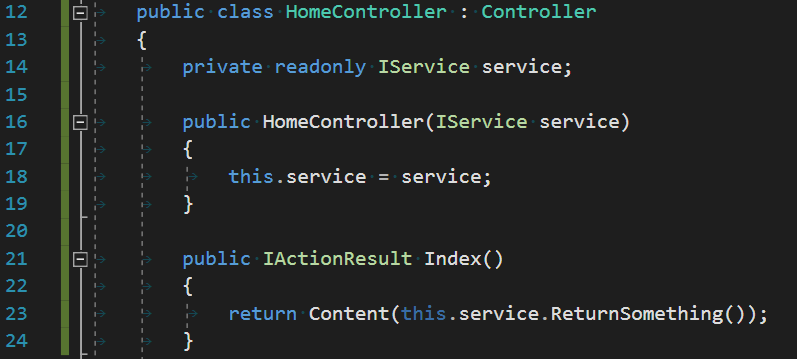 12 public class HomeController : Controller
13 {
14 private readonly IService service;
15
16 public HomeController(IService service)
17 {
18 this.service = service;
19 }
20
21 public IActionResult Index()
22 {
23 return Content(this.service.ReturnSomething());
24 }